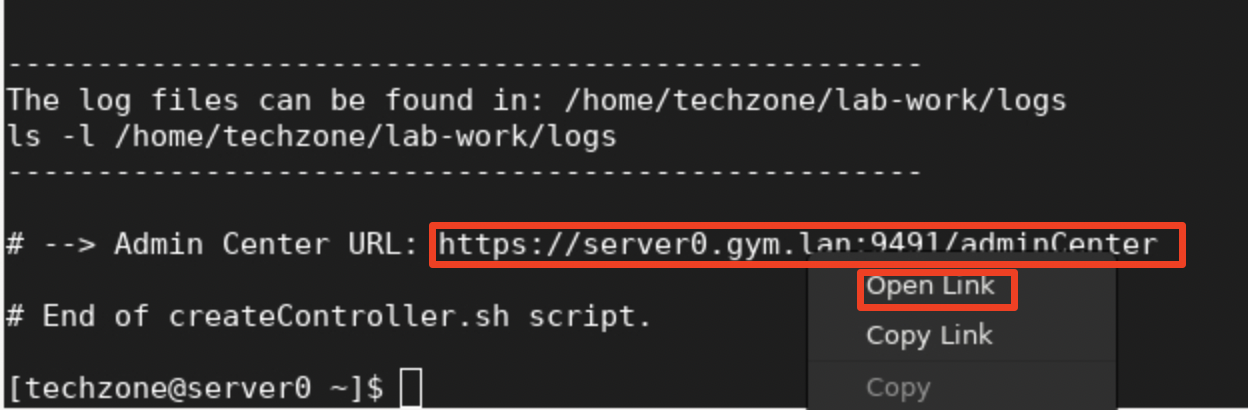 ----------------------------------------------------
The log files can be found in: /home/techzone/lab-work/logs
ls -l /home/techzone/lab-work/logs
----------------------------------------------------
# --> Admin Center URL: https://server0.gym.lan:9491/adminCenter
Open Link
# End of createController.sh script.
Copy Link
[techzone@server0 ~]$
Copy